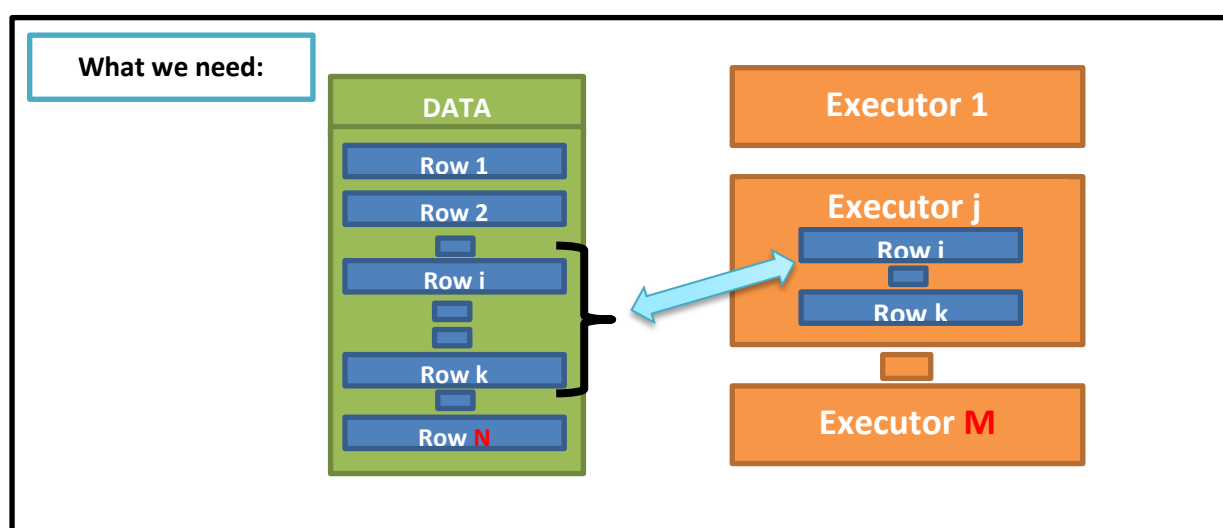 What we need:
DATA
Row 1
Row 2
Row i
Row k
Row N
Executor 1
Executor j
Row i
Row k
Executor M